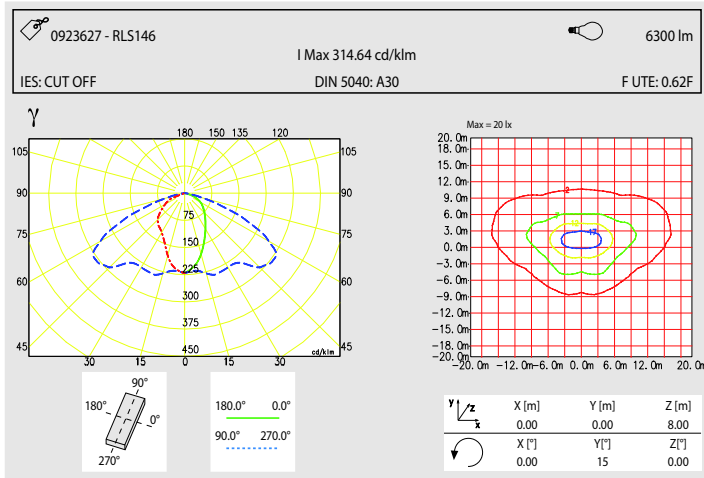 0923627 - RLS146
6300 lm
I Max 314.64 cd/klm
IES: CUT OFF
DIN 5040: A30
F UTE: 0.62F
γ
180 150 135 120
105 105
90 90
75 75
60 60
45 45
75
150
225
300
375
450
cd/klm
30 15 0 15 30
Max = 20 lx
20. 0m
18. 0m
15. 0m
12. 0m
9. 0m
6. 0m
3. 0m
0. 0m
-3. 0m
-6. 0m
-9. 0m
-12. 0m
-15. 0m
-18. 0m
-20. 0m
-20. 0m -12. 0m -6. 0m 0. 0m 6. 0m 12. 0m 20. 0m
2
17
90°
180°
0°
270°
180.0° 0.0°
90.0° 270.0°
y z x
X [m] Y [m] Z [m]
0.00 0.00 8.00
X [°] Y[°] Z[°]
0.00 15 0.00